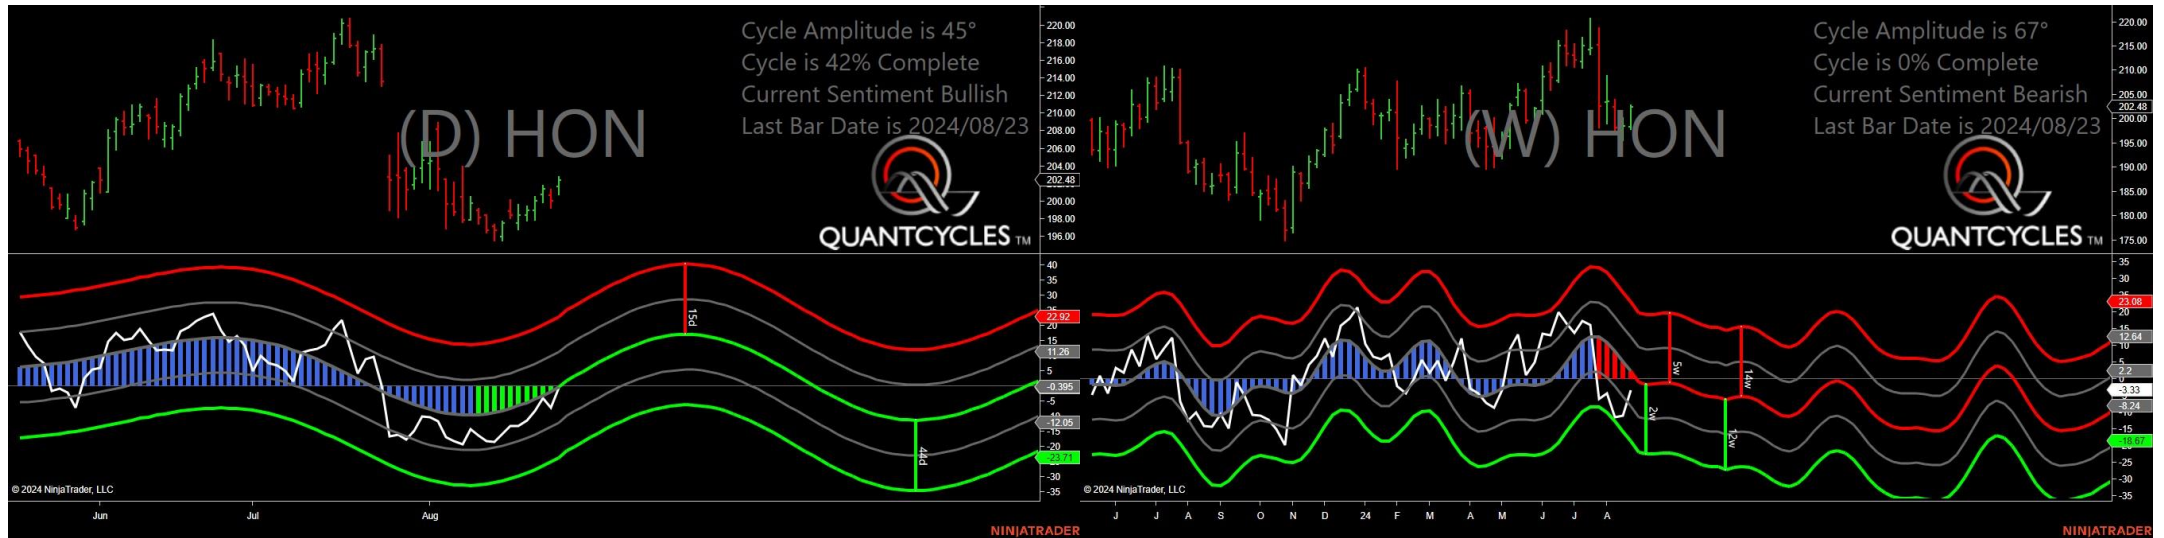 Cycle Amplitude is 45°
Cycle is 42% Complete
Current Sentiment Bullish
Last Bar Date is 2024/08/23
(D) HON
QUANTCYCLES TM
220.00
218.00
216.00
214.00
212.00
210.00
208.00
206.00
204.00
202.48
200.00
198.00
196.00
40
35
30
25
22.92
15
11.26
-0.395
-5
-12.05
-15
-20
-23.71
-30
-35
15d
44d
© 2024 NinjaTrader, LLC
Jun Jul Aug
NINJATRADER
Cycle Amplitude is 67°
Cycle is 0% Complete
Current Sentiment Bearish
Last Bar Date is 2024/08/23
(W) HON
QUANTCYCLES TM
220.00
215.00
210.00
205.00
202.48
200.00
195.00
190.00
185.00
180.00
175.00
35
30
25
23.08
20
15
12.64
10
5
2.2
-3.33
-8.24
-15
-18.67
-25
-30
-35
5w
14w
2w
12w
© 2024 NinjaTrader, LLC
J J A S O N D 24 F M A M J J A
NINJATRADER